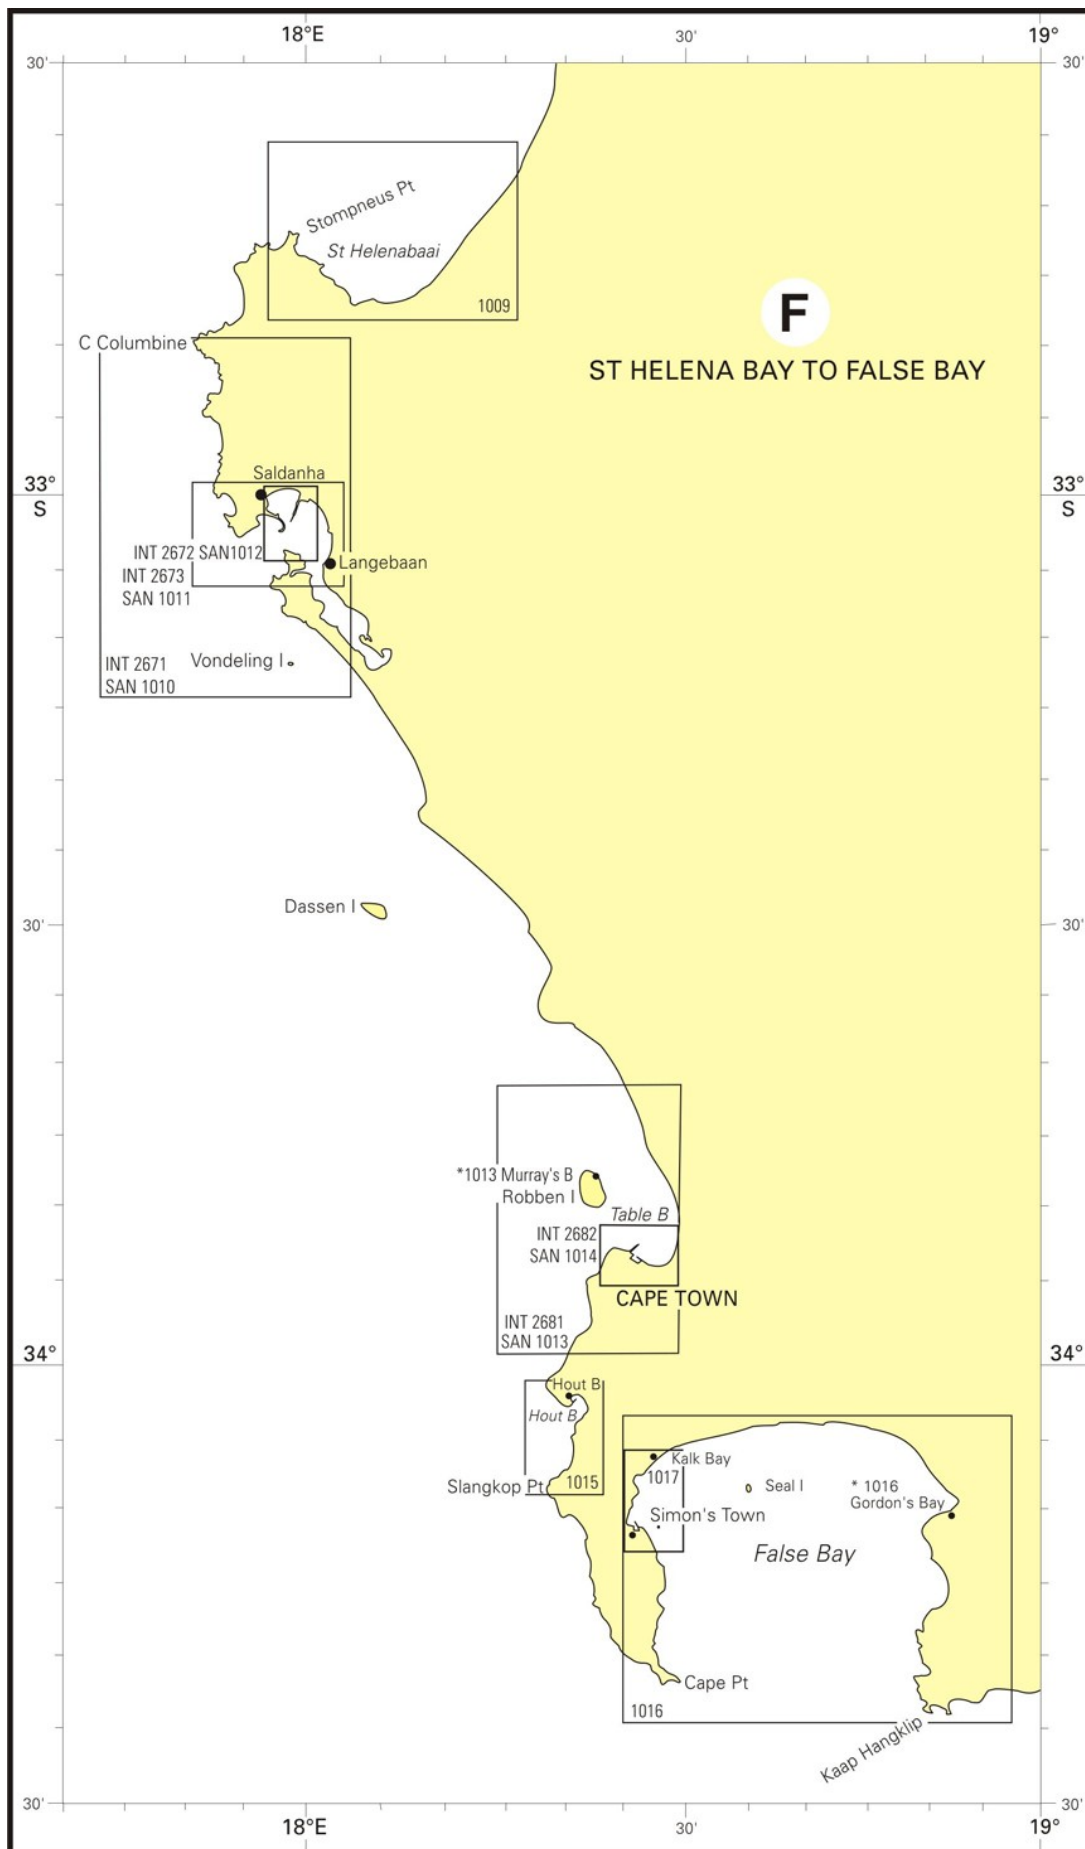 18°E
30'
19°
30'
30'
Stompneus Pt
St Helenabaai
1009
F
C Columbine
ST HELENA BAY TO FALSE BAY
Saldanha
33°
S
33°
S
INT 2672 SAN1012
Langebaan
INT 2673
SAN 1011
Vondeling I
INT 2671
SAN 1010
Dassen I
30'
30'
*1013 Murray's B
Robben I
Table B
INT 2682
SAN 1014
CAPE TOWN
INT 2681
SAN 1013
34°
34°
Hout B
Hout B
Slangkop Pt
1015
Kalk Bay
1017
Seal I
* 1016
Gordon's Bay
Simon's Town
False Bay
Cape Pt
1016
Kaap Hangklip
30'
30'
18°E
30'
19°